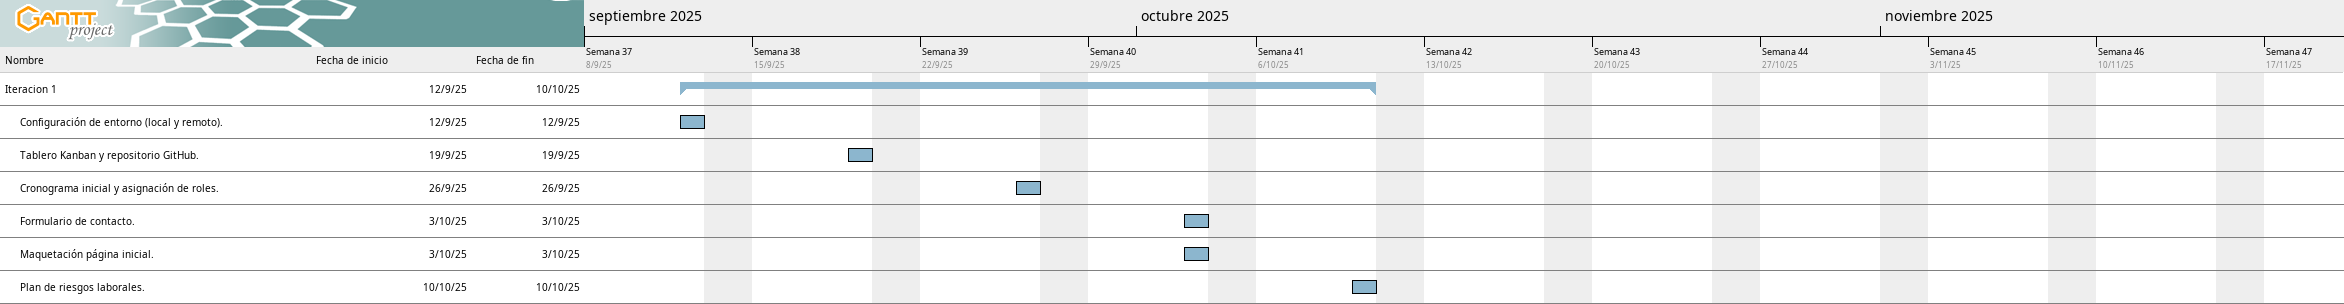 GANTT
project
septiembre 2025 octubre 2025 noviembre 2025
Semana 37 Semana 38 Semana 39 Semana 40 Semana 41 Semana 42 Semana 43 Semana 44 Semana 45 Semana 46 Semana 47
Nombre Fecha de inicio Fecha de fin 8/9/25 15/9/25 22/9/25 29/9/25 6/10/25 13/10/25 20/10/25 27/10/25 3/11/25 10/11/25 17/11/25
Iteracion 1 12/9/25 10/10/25
Configuración de entorno (local y remoto). 12/9/25 12/9/25
Tablero Kanban y repositorio GitHub. 19/9/25 19/9/25
Cronograma inicial y asignación de roles. 26/9/25 26/9/25
Formulario de contacto. 3/10/25 3/10/25
Maquetación página inicial. 3/10/25 3/10/25
Plan de riesgos laborales. 10/10/25 10/10/25